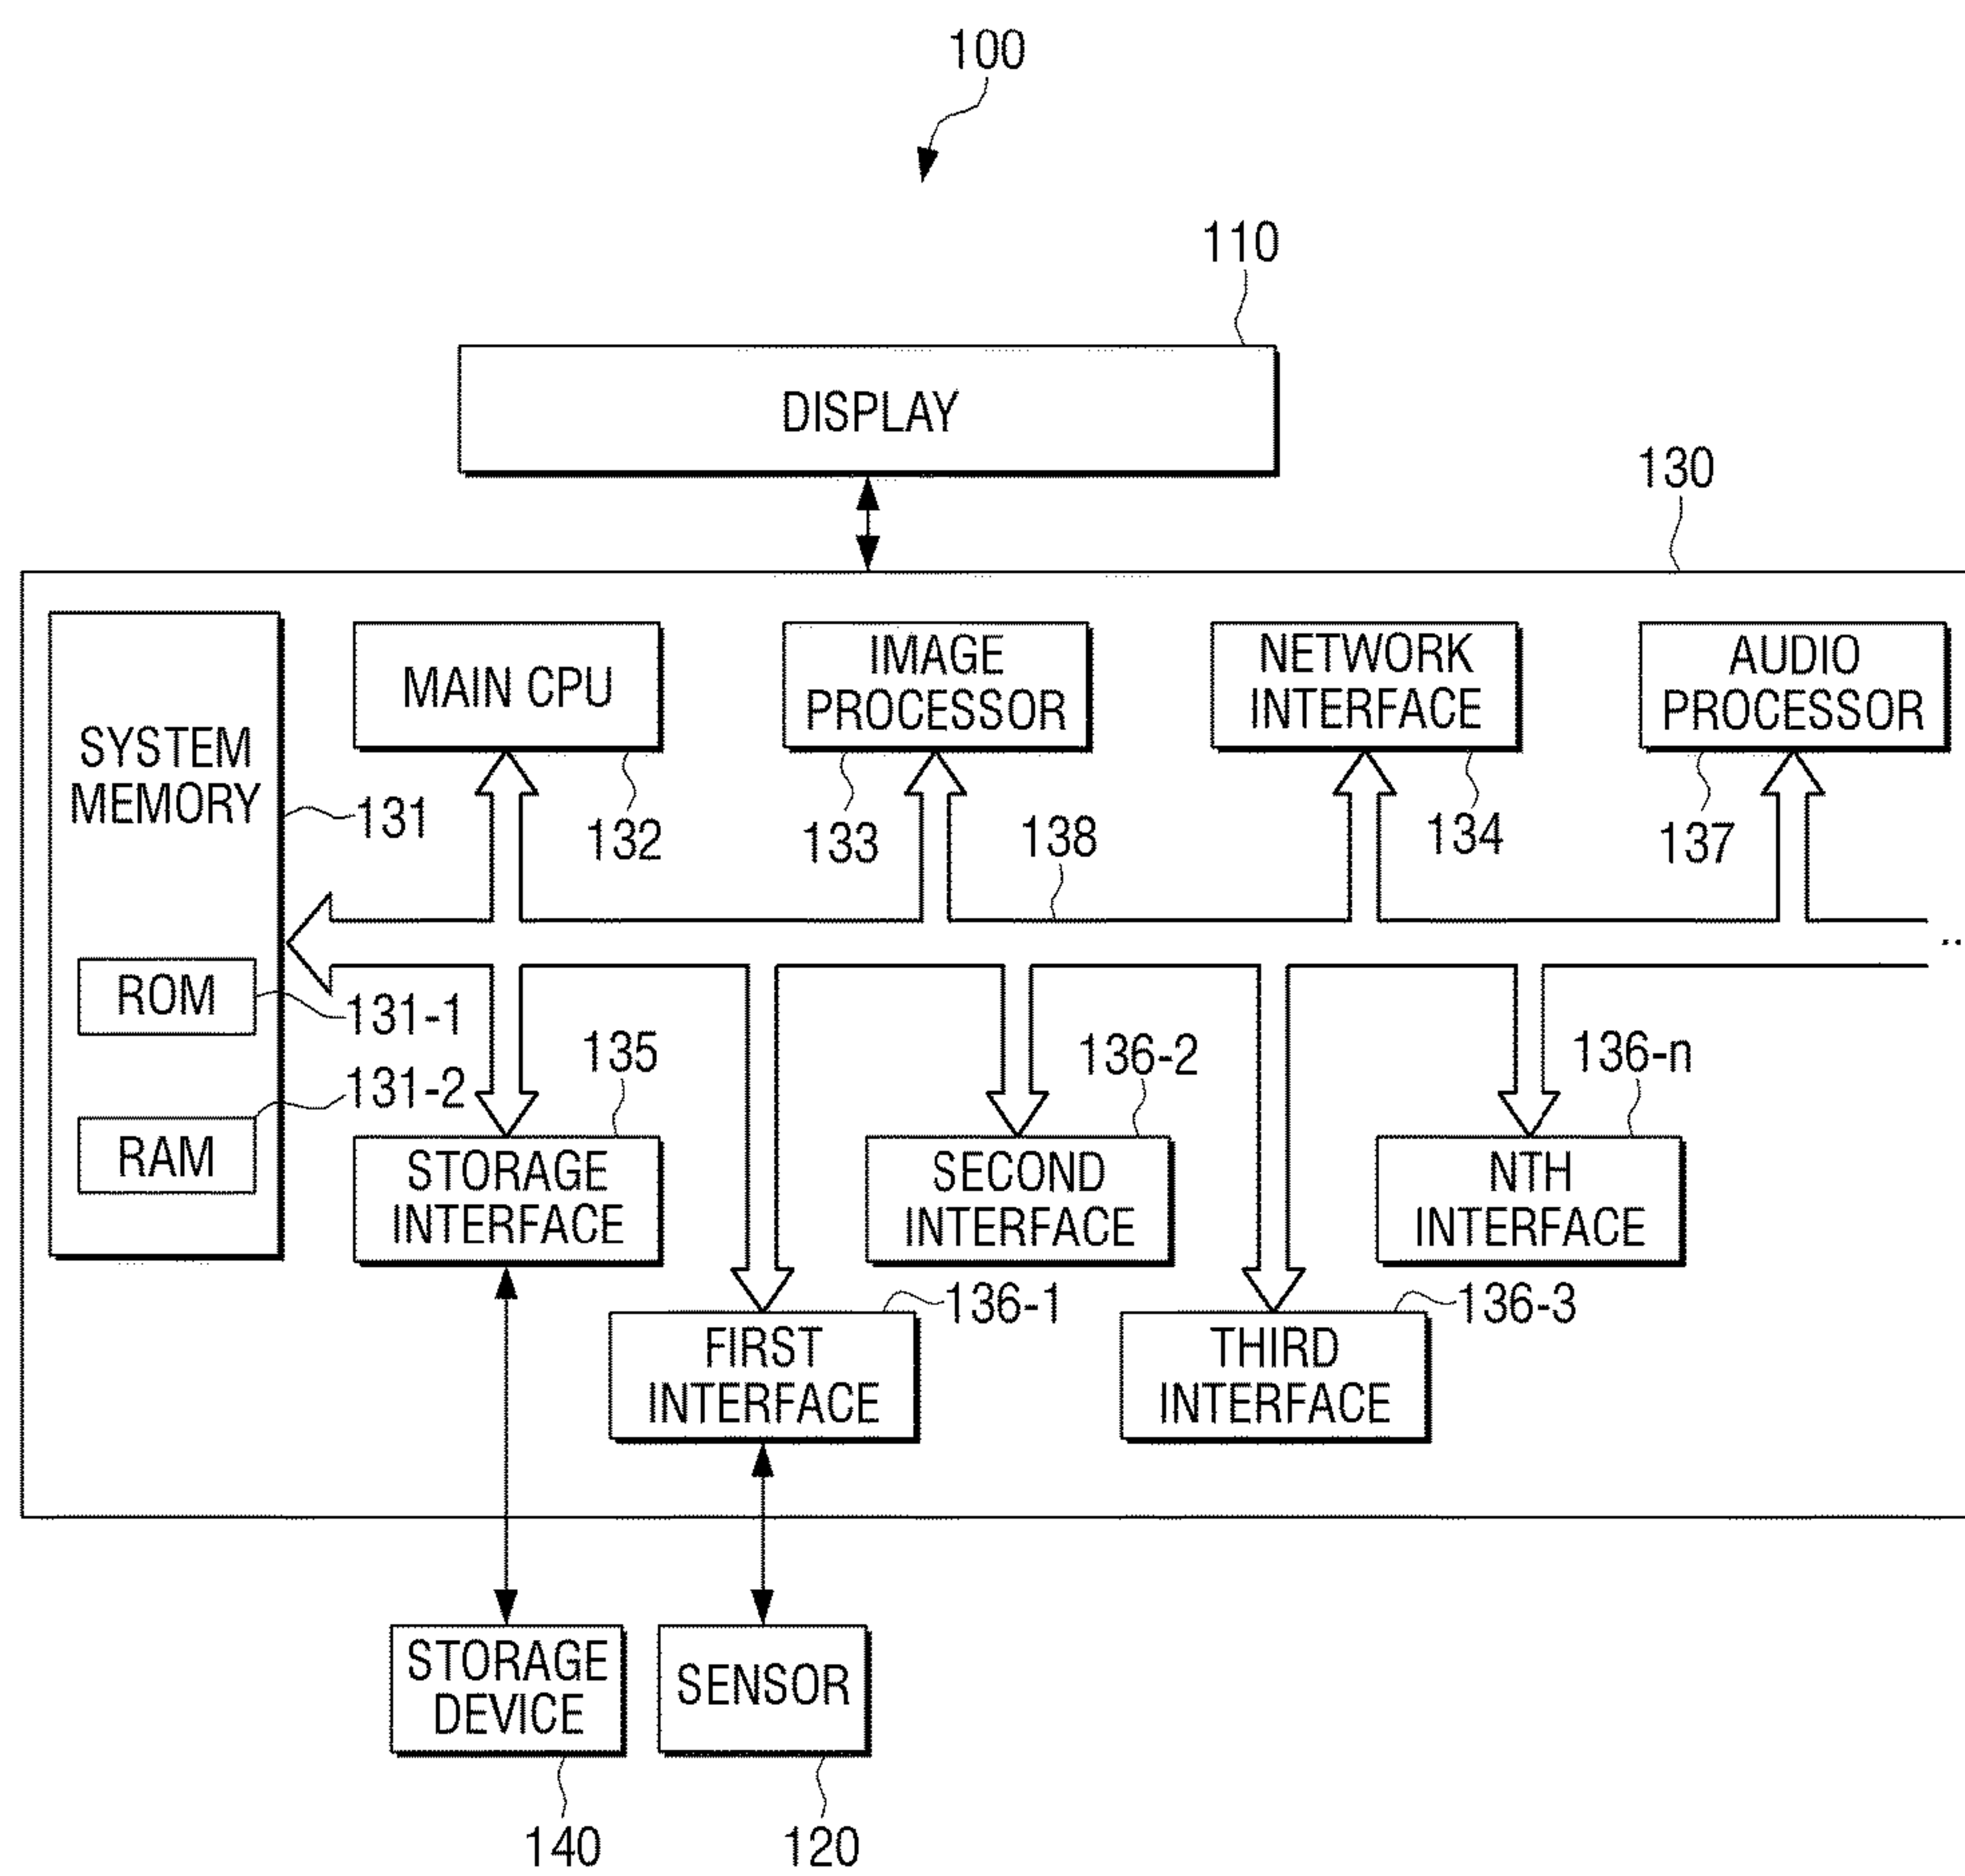 100
110
DISPLAY
130
SYSTEM
MEMORY
131
ROM
131-1
RAM
131-2
MAIN CPU
132
IMAGE
PROCESSOR
133
NETWORK
INTERFACE
134
AUDIO
PROCESSOR
137
138
..
135
STORAGE
INTERFACE
136-2
SECOND
INTERFACE
136-n
NTH
INTERFACE
136-1
FIRST
INTERFACE
136-3
THIRD
INTERFACE
STORAGE
DEVICE
140
SENSOR
120